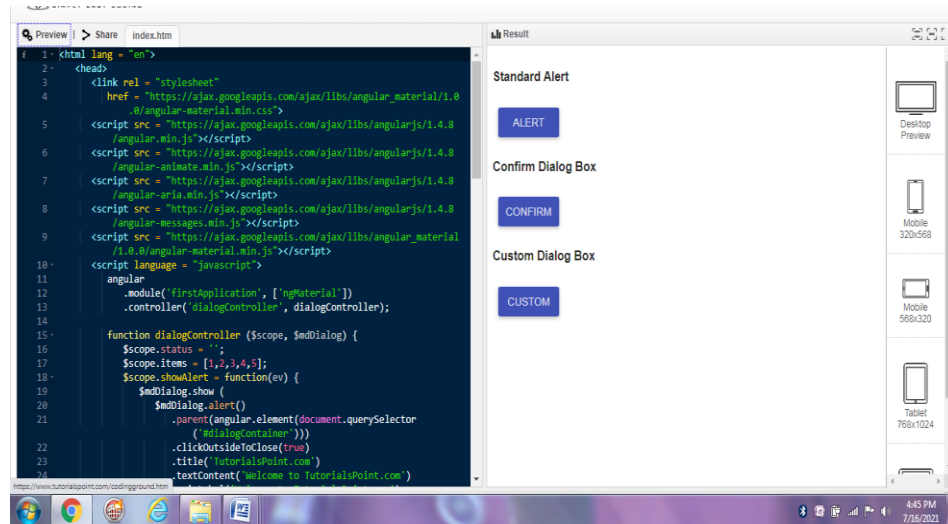 Preview | > Share index.htm
1 <html lang = "en">
2 <head>
3 <link rel = "stylesheet"
4 href = "https://ajax.googleapis.com/ajax/libs/angular_material/1.0
.0/angular-material.min.css">
5 <script src = "https://ajax.googleapis.com/ajax/libs/angularjs/1.4.8
/angular.min.js"></script>
6 <script src = "https://ajax.googleapis.com/ajax/libs/angularjs/1.4.8
/angular-animate.min.js"></script>
7 <script src = "https://ajax.googleapis.com/ajax/libs/angularjs/1.4.8
/angular-aria.min.js"></script>
8 <script src = "https://ajax.googleapis.com/ajax/libs/angularjs/1.4.8
/angular-messages.min.js"></script>
9 <script src = "https://ajax.googleapis.com/ajax/libs/angular_material
/1.0.0/angular-material.min.js"></script>
10 <script language = "javascript">
11 angular
12 .module('firstApplication', ['ngMaterial'])
13 .controller('dialogController', dialogController);
14
15 function dialogController ($scope, $mdDialog) {
16 $scope.status = '';
17 $scope.items = [1,2,3,4,5];
18 $scope.showAlert = function(ev) {
19 $mdDialog.show (
20 $mdDialog.alert()
21 .parent(angular.element(document.querySelector
('#dialogContainer')))
22 .clickOutsideToClose(true)
23 .title('TutorialsPoint.com')
24 .textContent('Welcome to TutorialsPoint.com')
https://www.tutorialspoint.com/codingground.htm
Result
Standard Alert
ALERT
Confirm Dialog Box
CONFIRM
Custom Dialog Box
CUSTOM
Desktop
Preview
Mobile
320x568
Mobile
568x320
Tablet
768x1024
4:45 PM
7/16/2021